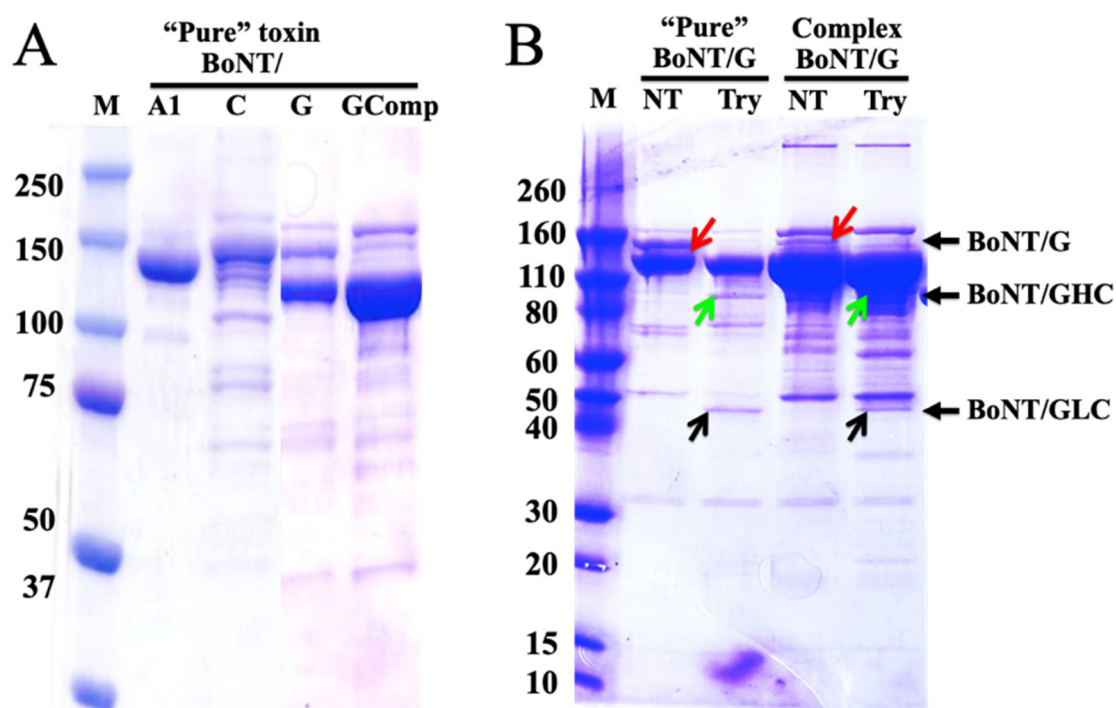 A
“Pure” toxin
BoNT/
M A1 C G GComp
250
150
100
75
50
37
B
“Pure” Complex
BoNT/G BoNT/G
M NT Try NT Try
260
160
110
80
60
50
40
30
20
15
10
BoNT/G
BoNT/GHC
BoNT/GLC